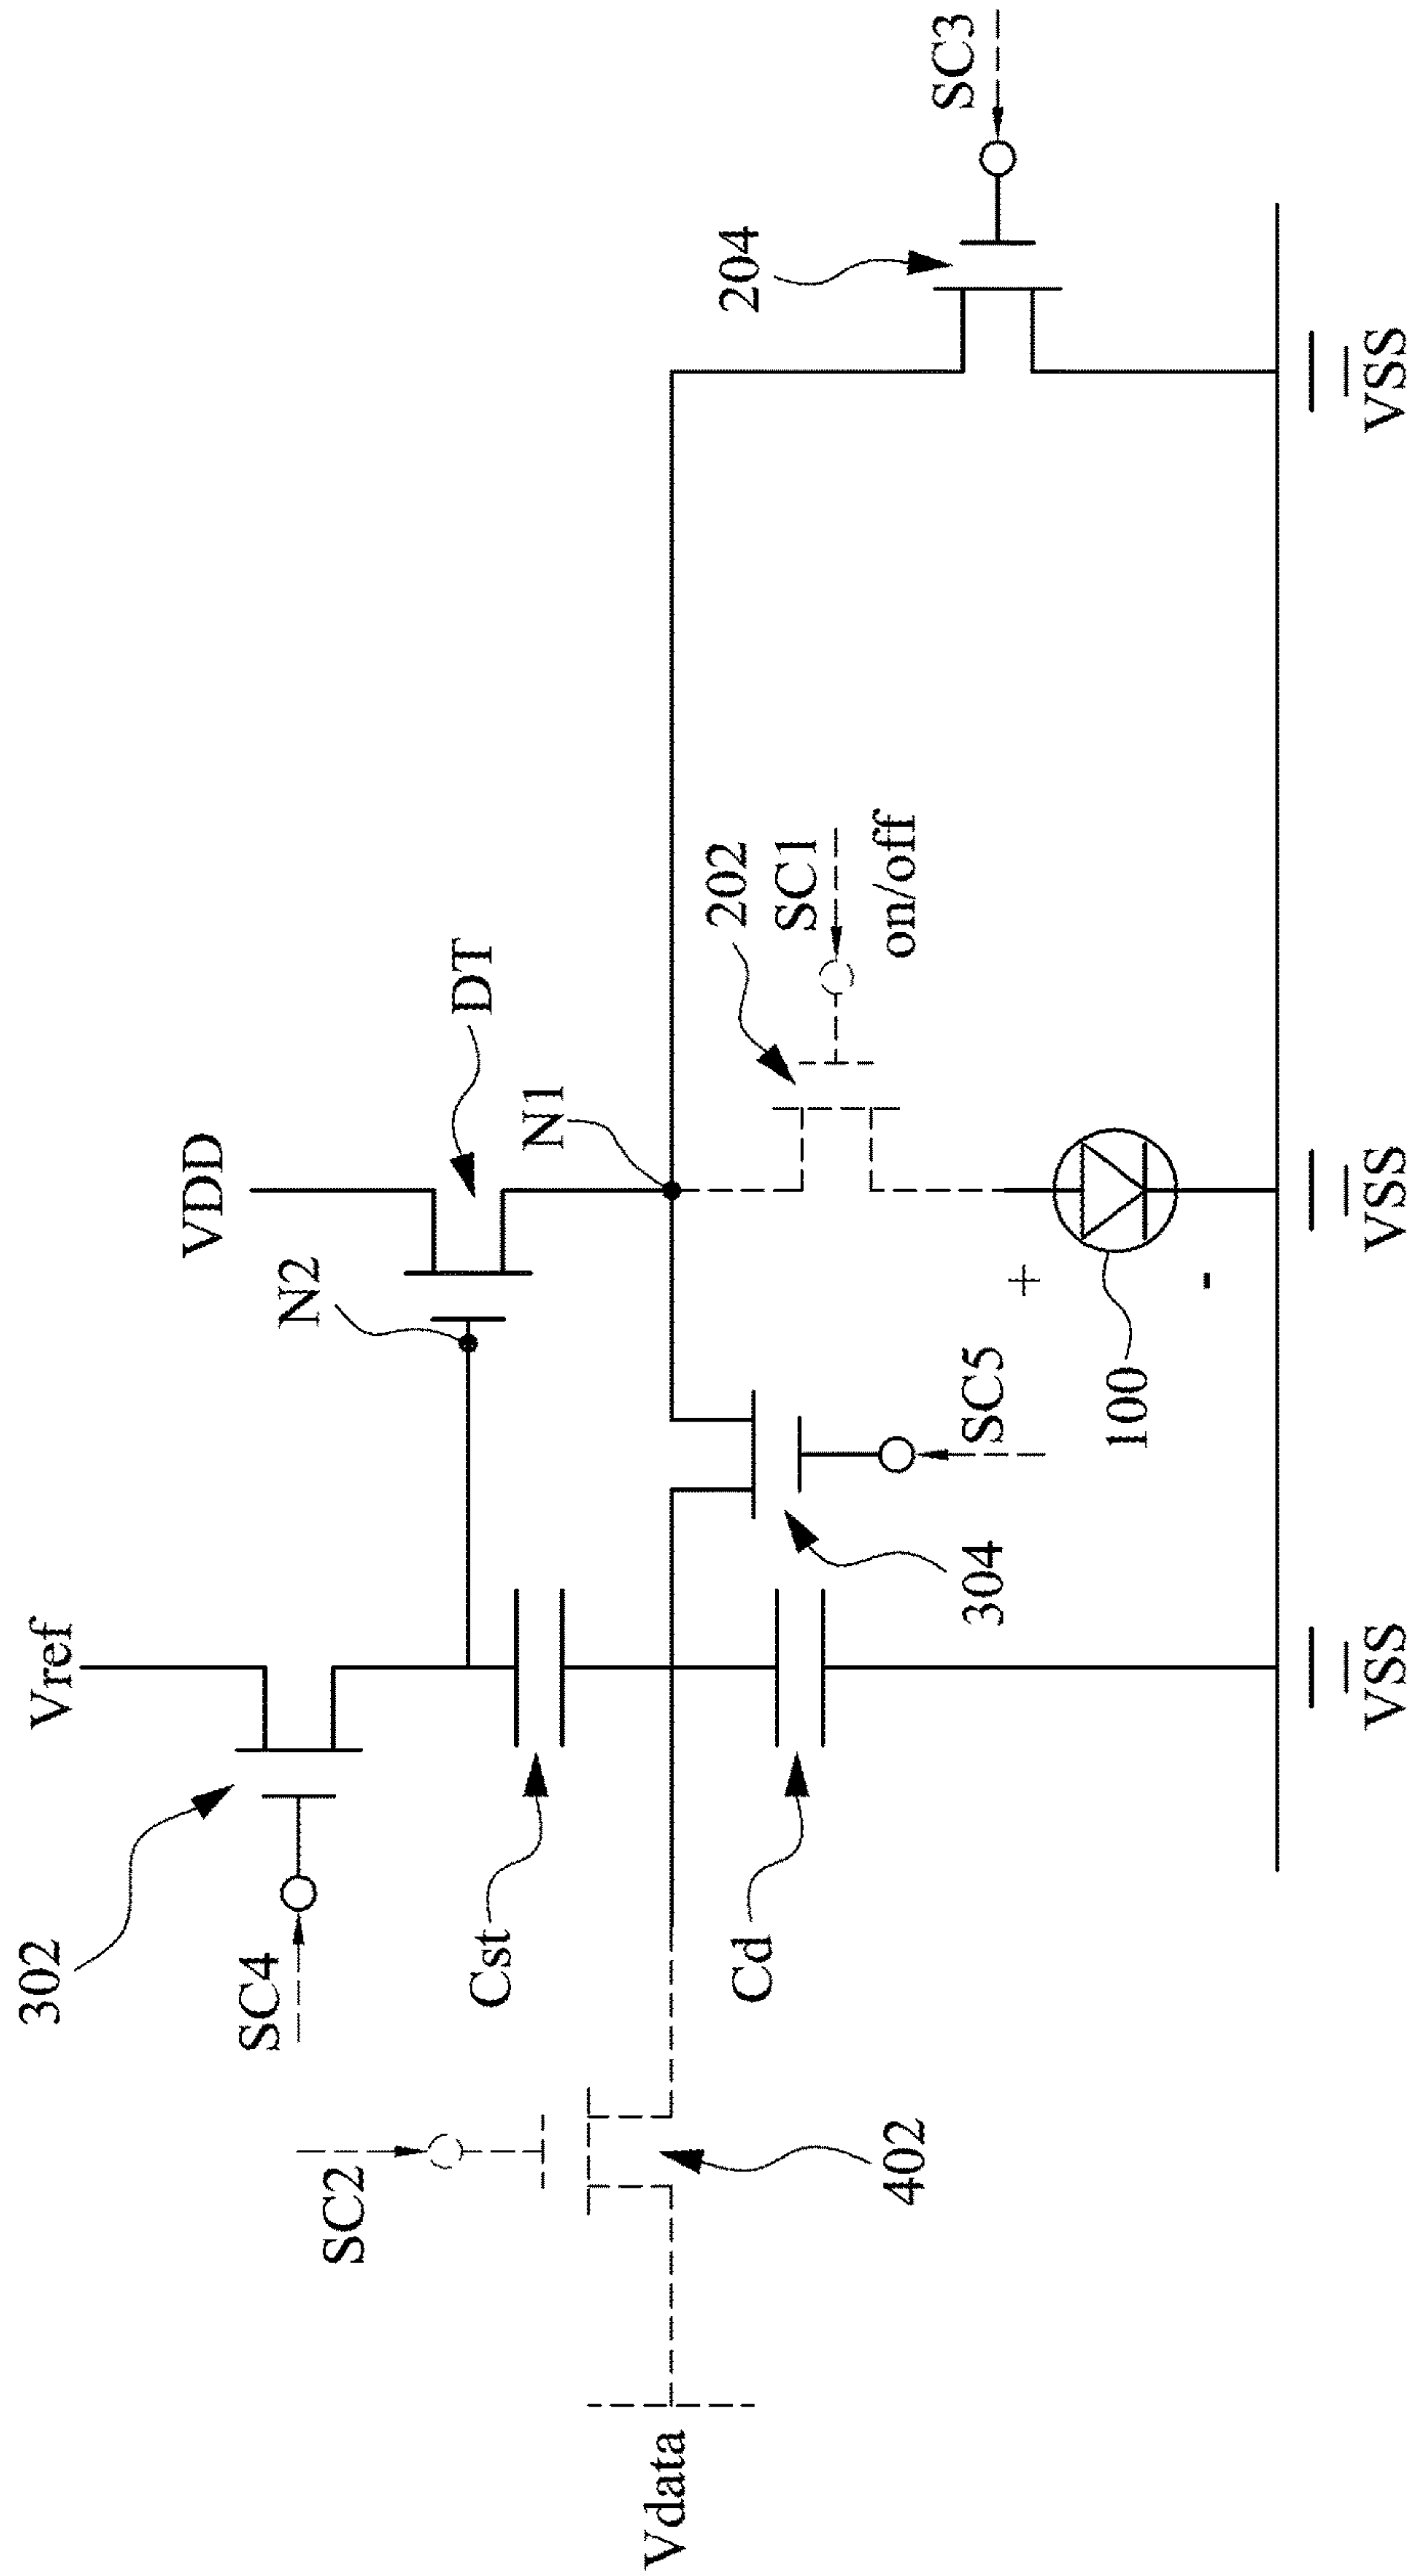 Vref
VDD
302
SC4
N2
DT
SC2
Cst
N1
202
SC1
on/off
204
SC3
Vdata
402
Cd
304
SC5
+
-
100
VSS
VSS
VSS